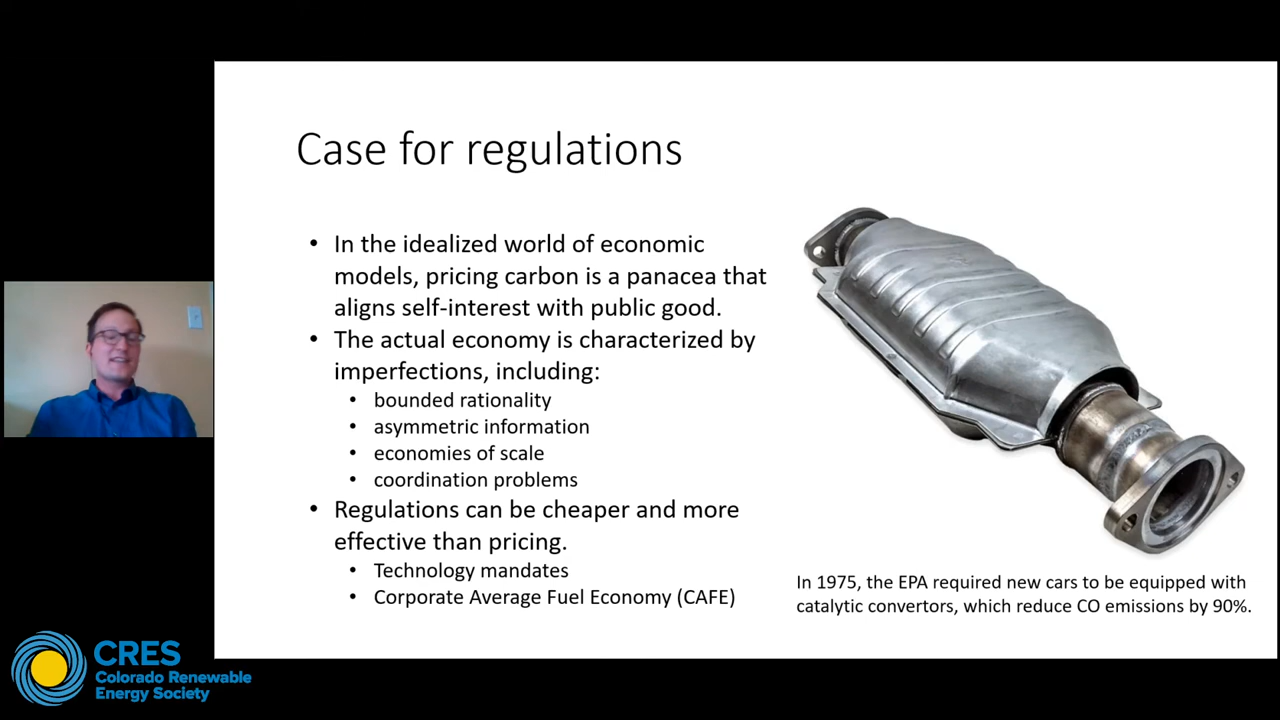 Case for regulations
• In the idealized world of economic
models, pricing carbon is a panacea that
aligns self-interest with public good.
• The actual economy is characterized by
imperfections, including:
• bounded rationality
• asymmetric information
• economies of scale
• coordination problems
• Regulations can be cheaper and more
effective than pricing.
• Technology mandates
• Corporate Average Fuel Economy (CAFE)
In 1975, the EPA required new cars to be equipped with
catalytic convertors, which reduce CO emissions by 90%.
CRES
Colorado Renewable
Energy Society